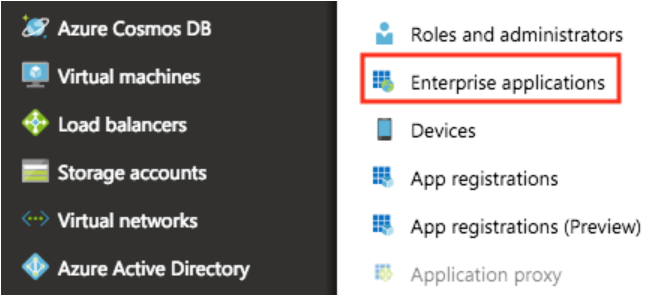 Azure Cosmos DB
Virtual machines
Load balancers
Storage accounts
Virtual networks
Azure Active Directory
Roles and administrators
Enterprise applications
Devices
App registrations
App registrations (Preview)
Application proxy